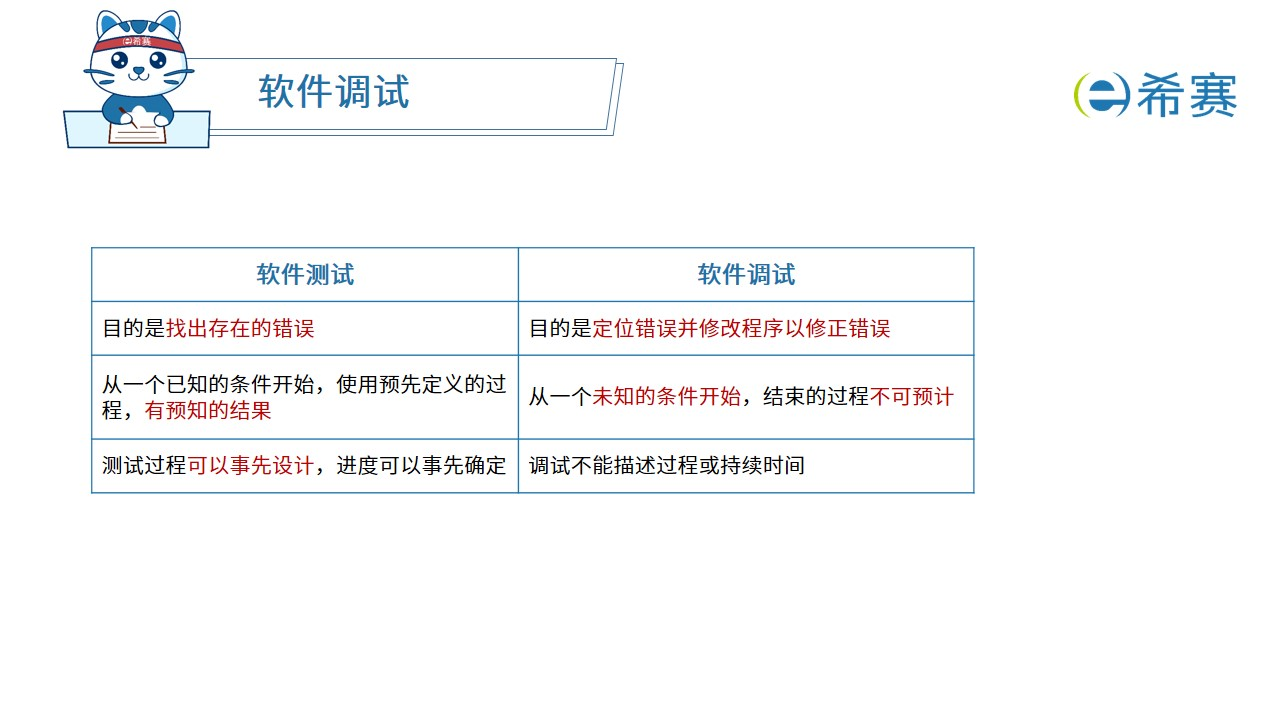 希赛
软件调试
希赛
软件测试
软件调试
目的是找出存在的错误
目的是定位错误并修改程序以修正错误
从一个已知的条件开始，使用预先定义的过
程，有预知的结果
从一个未知的条件开始，结束的过程不可预计
测试过程可以事先设计，进度可以事先确定
调试不能描述过程或持续时间